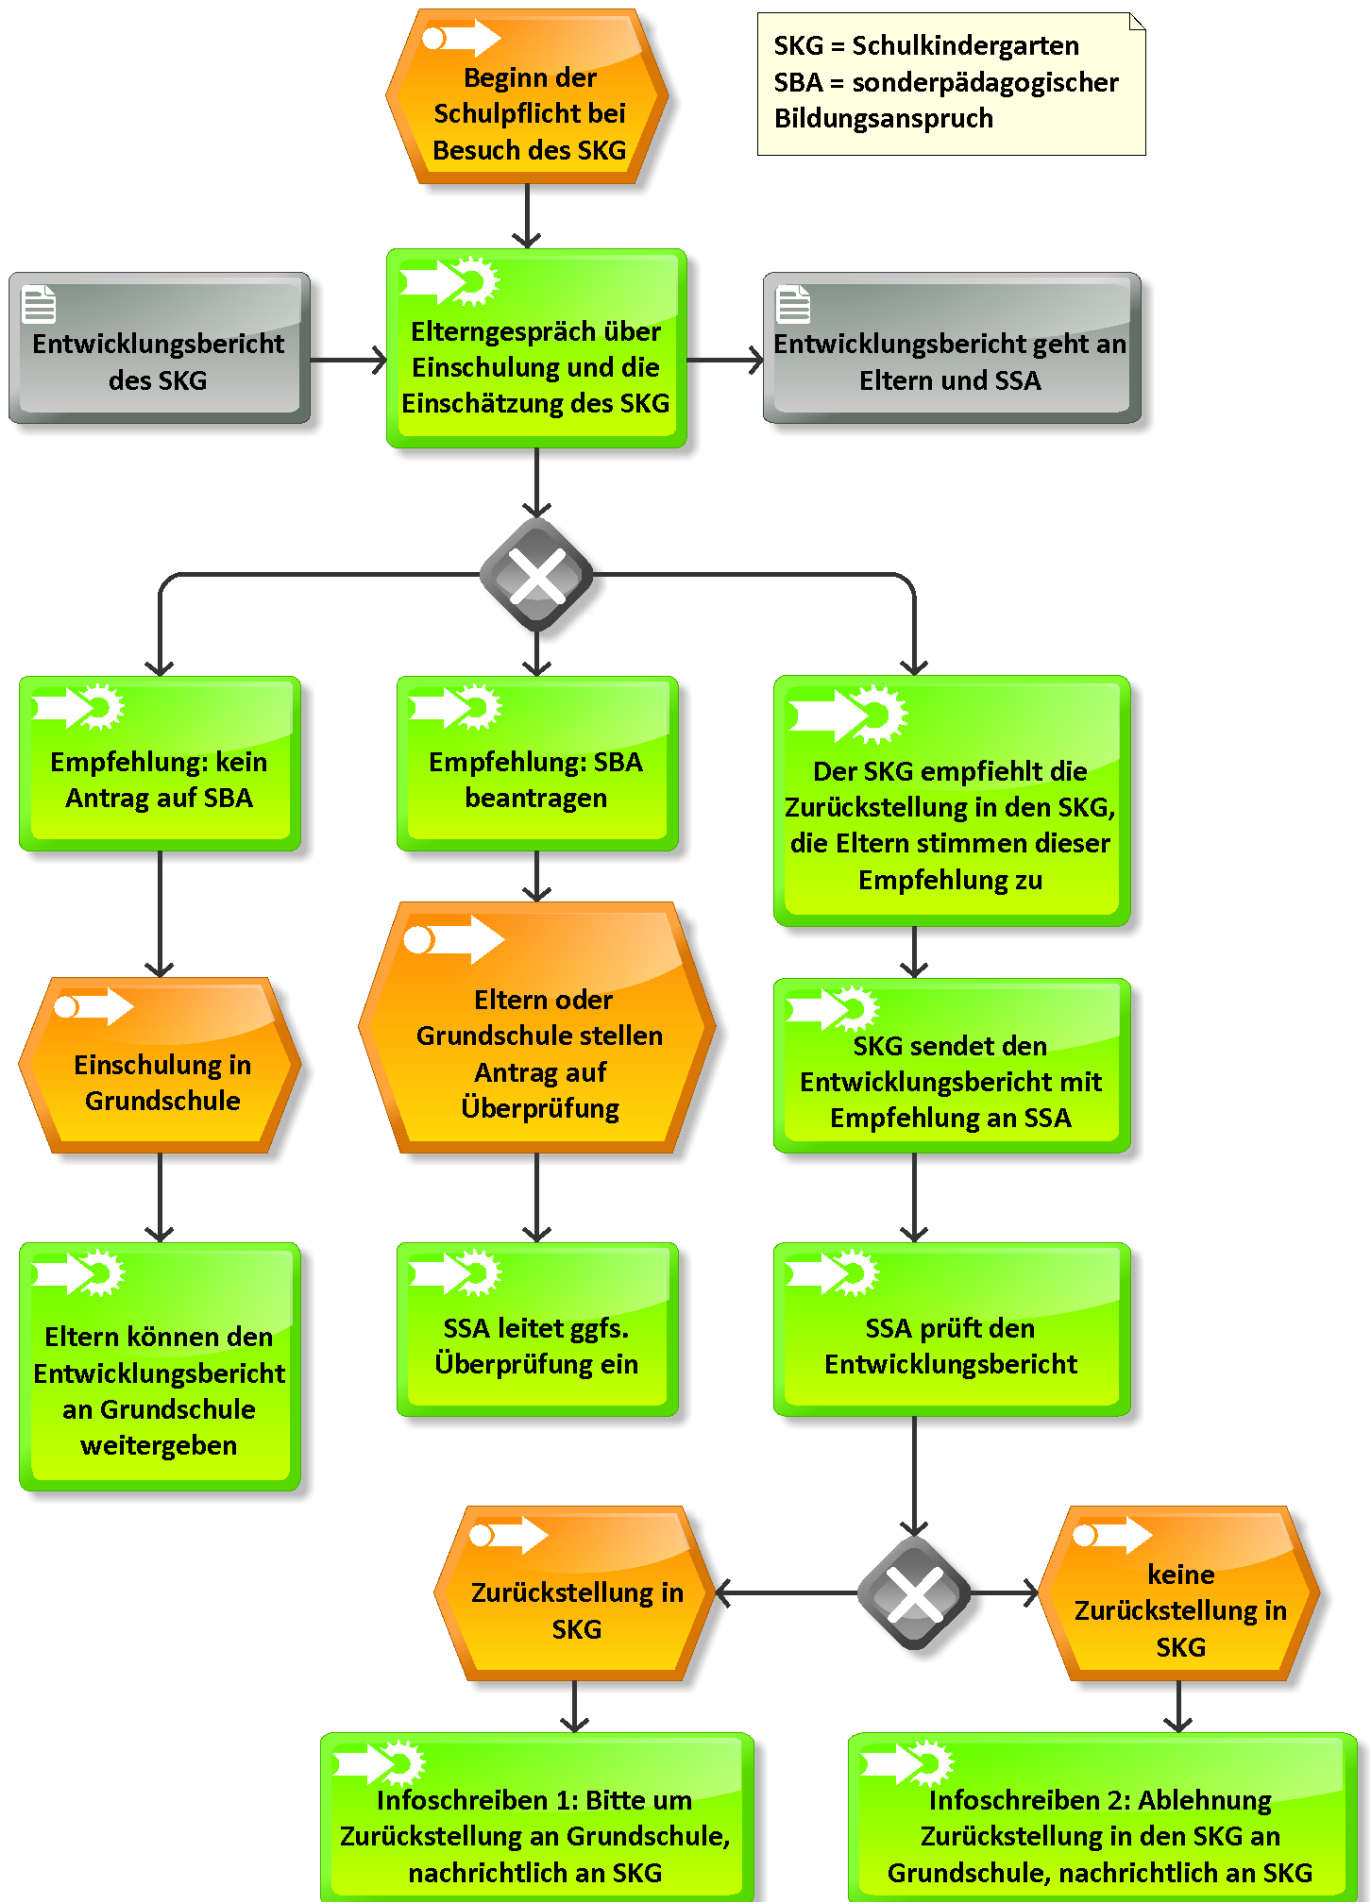 Beginn der
Schulpflicht bei
Besuch des SKG
SKG = Schulkindergarten
SBA = sonderpädagogischer
Bildungsanspruch
Entwicklungsbericht
des SKG
Elterngespräch über
Einschulung und die
Einschätzung des SKG
Entwicklungsbericht geht an
Eltern und SSA
Empfehlung: kein
Antrag auf SBA
Empfehlung: SBA
beantragen
Der SKG empfiehlt die
Zurückstellung in den SKG,
die Eltern stimmen dieser
Empfehlung zu
Einschulung in
Grundschule
Eltern oder
Grundschule stellen
Antrag auf
Überprüfung
SKG sendet den
Entwicklungsbericht mit
Empfehlung an SSA
Eltern können den
Entwicklungsbericht
an Grundschule
weitergeben
SSA leitet ggfs.
Überprüfung ein
SSA prüft den
Entwicklungsbericht
Zurückstellung in
SKG
keine
Zurückstellung in
SKG
Infoschreiben 1: Bitte um
Zurückstellung an Grundschule,
nachrichtlich an SKG
Infoschreiben 2: Ablehnung
Zurückstellung in den SKG an
Grundschule, nachrichtlich an SKG